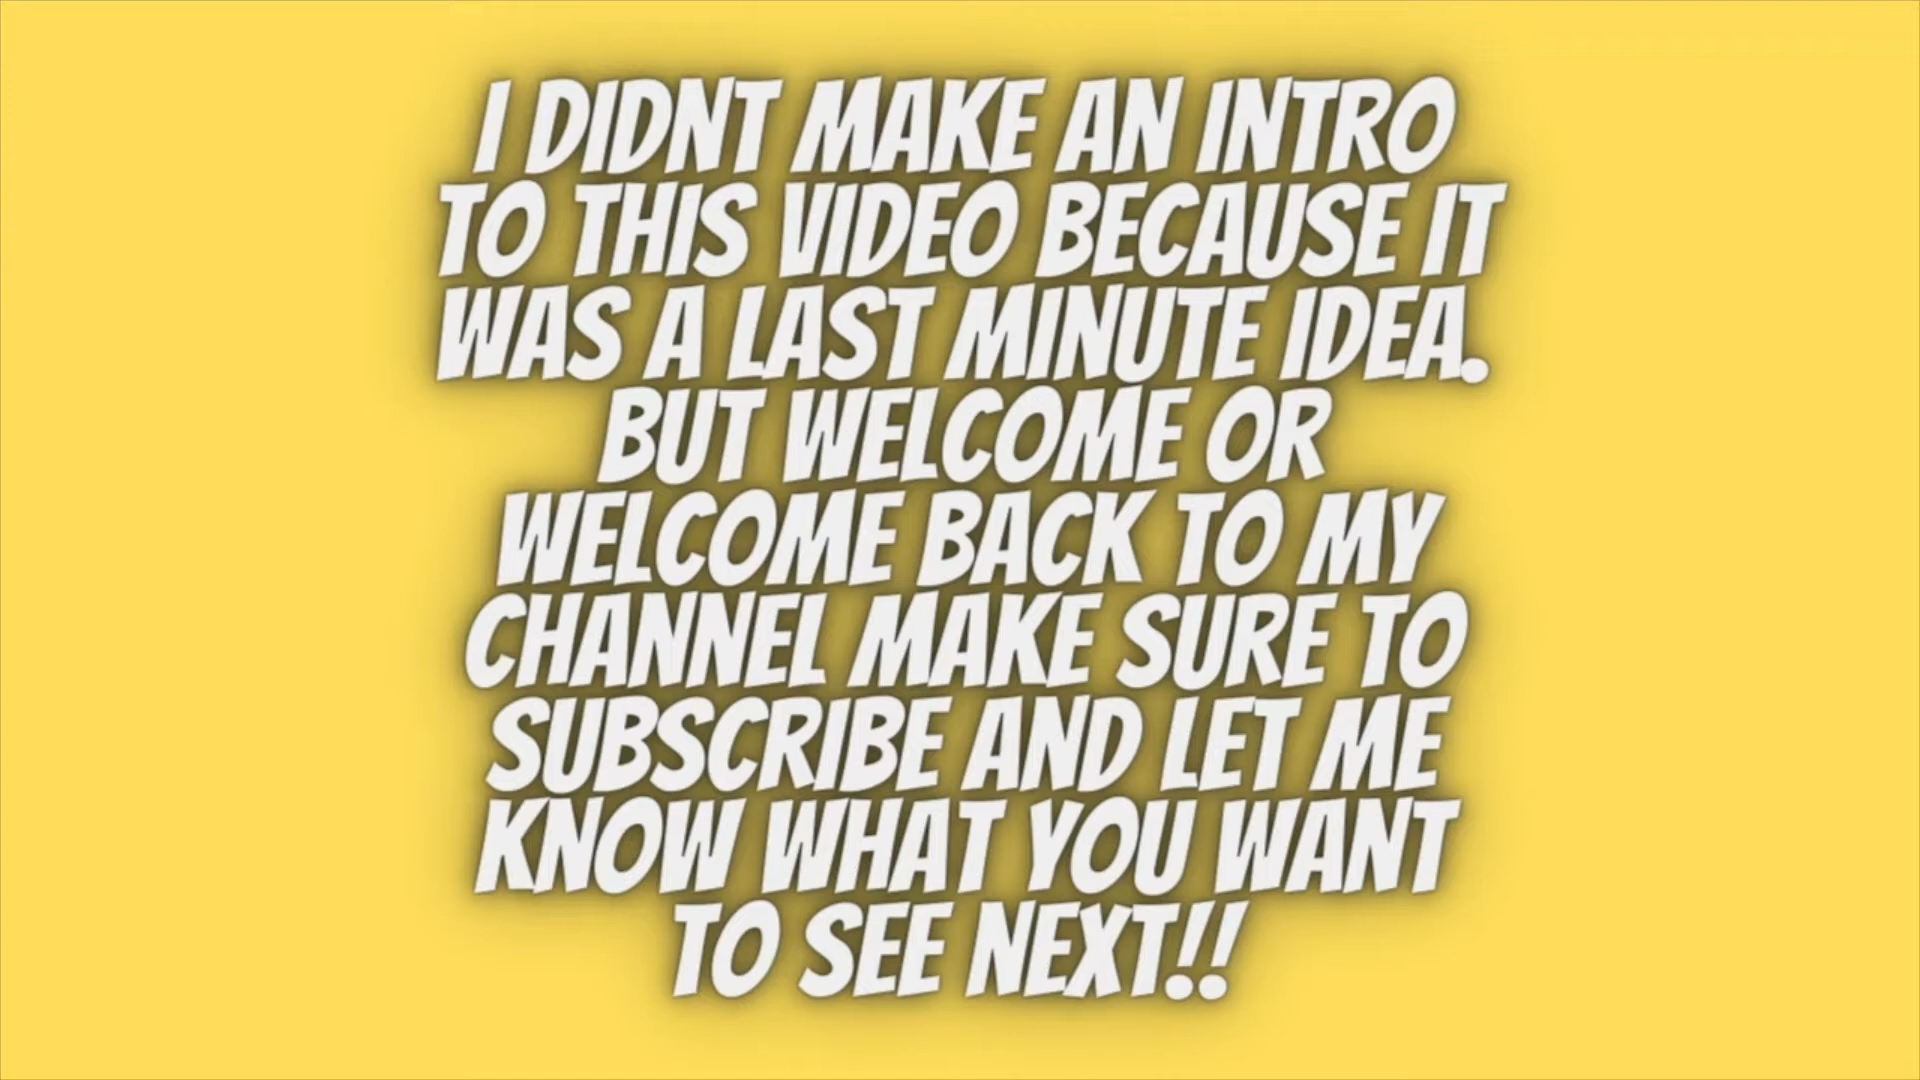 I DIDNT MAKE AN INTRO
TO THIS VIDEO BECAUSE IT
WAS A LAST MINUTE IDEA.
BUT WELCOME OR
WELCOME BACK TO MY
CHANNEL MAKE SURE TO
SUBSCRIBE AND LET ME
KNOW WHAT YOU WANT
TO SEE NEXT!!